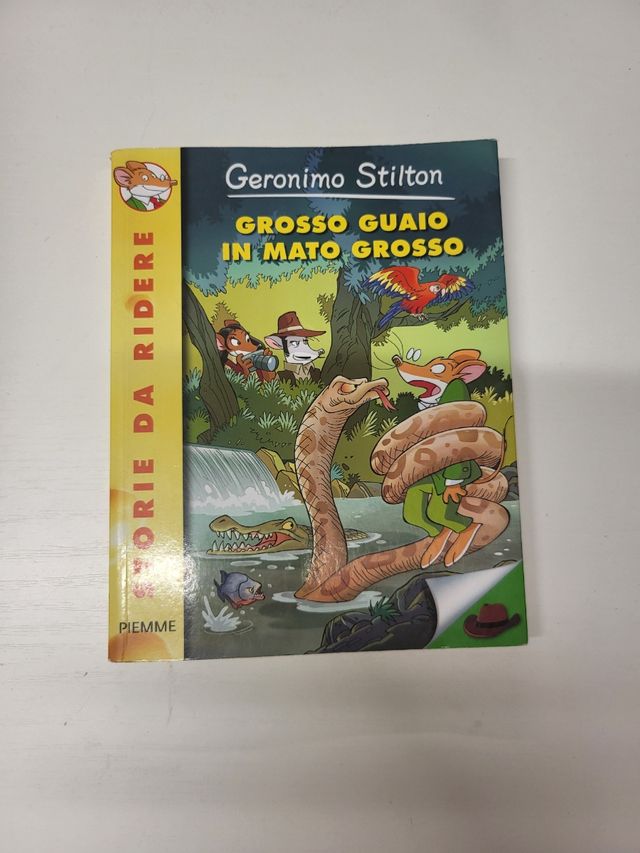 Geronimo Stilton
GROSSO GUAIO
IN MATO GROSSO
STORIE DA RIDERE
PIEMME